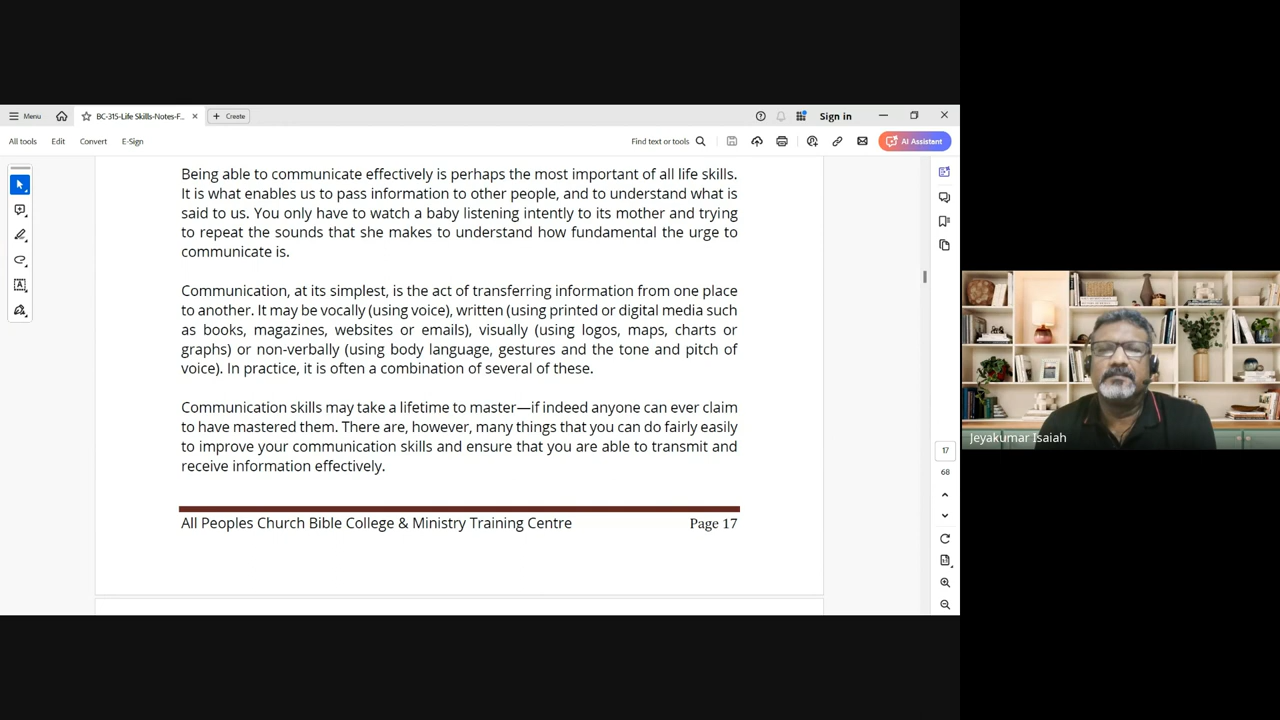 Menu
BC-315-Life Skills-Notes-F...
Create
Sign in
All tools
Edit
Convert
E-Sign
Find text or tools
AI Assistant
Being able to communicate effectively is perhaps the most important of all life skills.
It is what enables us to pass information to other people, and to understand what is
said to us. You only have to watch a baby listening intently to its mother and trying
to repeat the sounds that she makes to understand how fundamental the urge to
communicate is.
Communication, at its simplest, is the act of transferring information from one place
to another. It may be vocally (using voice), written (using printed or digital media such
as books, magazines, websites or emails), visually (using logos, maps, charts or
graphs) or non-verbally (using body language, gestures and the tone and pitch of
voice). In practice, it is often a combination of several of these.
Communication skills may take a lifetime to master—if indeed anyone can ever claim
to have mastered them. There are, however, many things that you can do fairly easily
to improve your communication skills and ensure that you are able to transmit and
receive information effectively.
All Peoples Church Bible College & Ministry Training Centre Page 17
17
68
Jeyakumar Isaiah